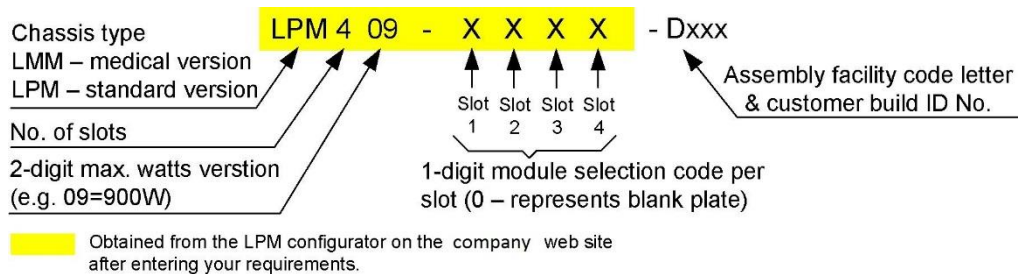 Chassis type
LMM – medical version
LPM – standard version
LPM 4 09 - X X X X - Dxxx
Assembly facility code letter
& customer build ID No.
Slot Slot Slot Slot
1 2 3 4
No. of slots
2-digit max. watts verstion
(e.g. 09=900W)
1-digit module selection code per
slot (0 – represents blank plate)
Obtained from the LPM configurator on the company web site
after entering your requirements.